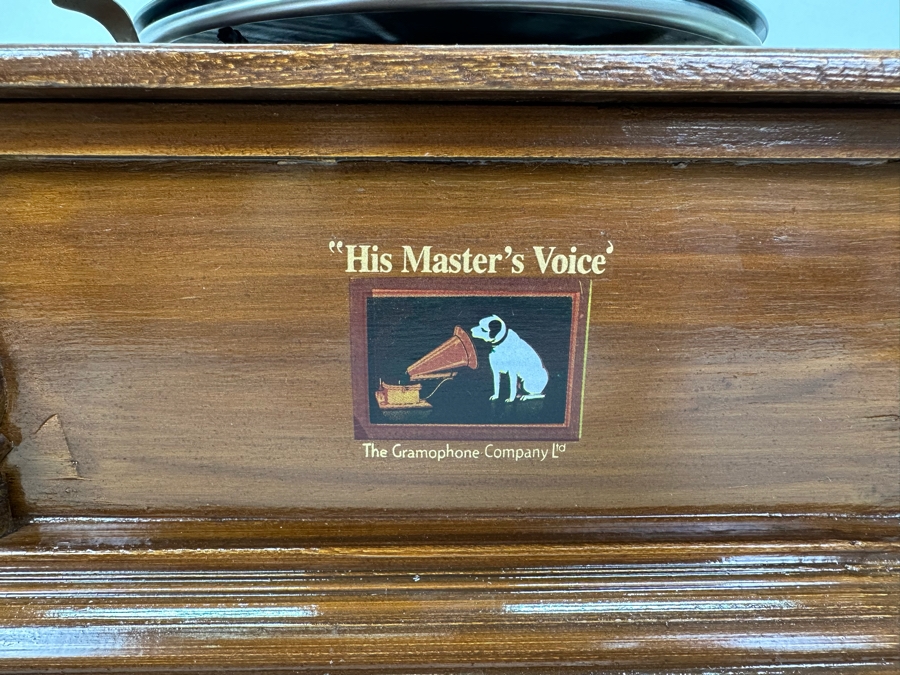 “His Master’s Voice’
The Gramophone Company Ltd